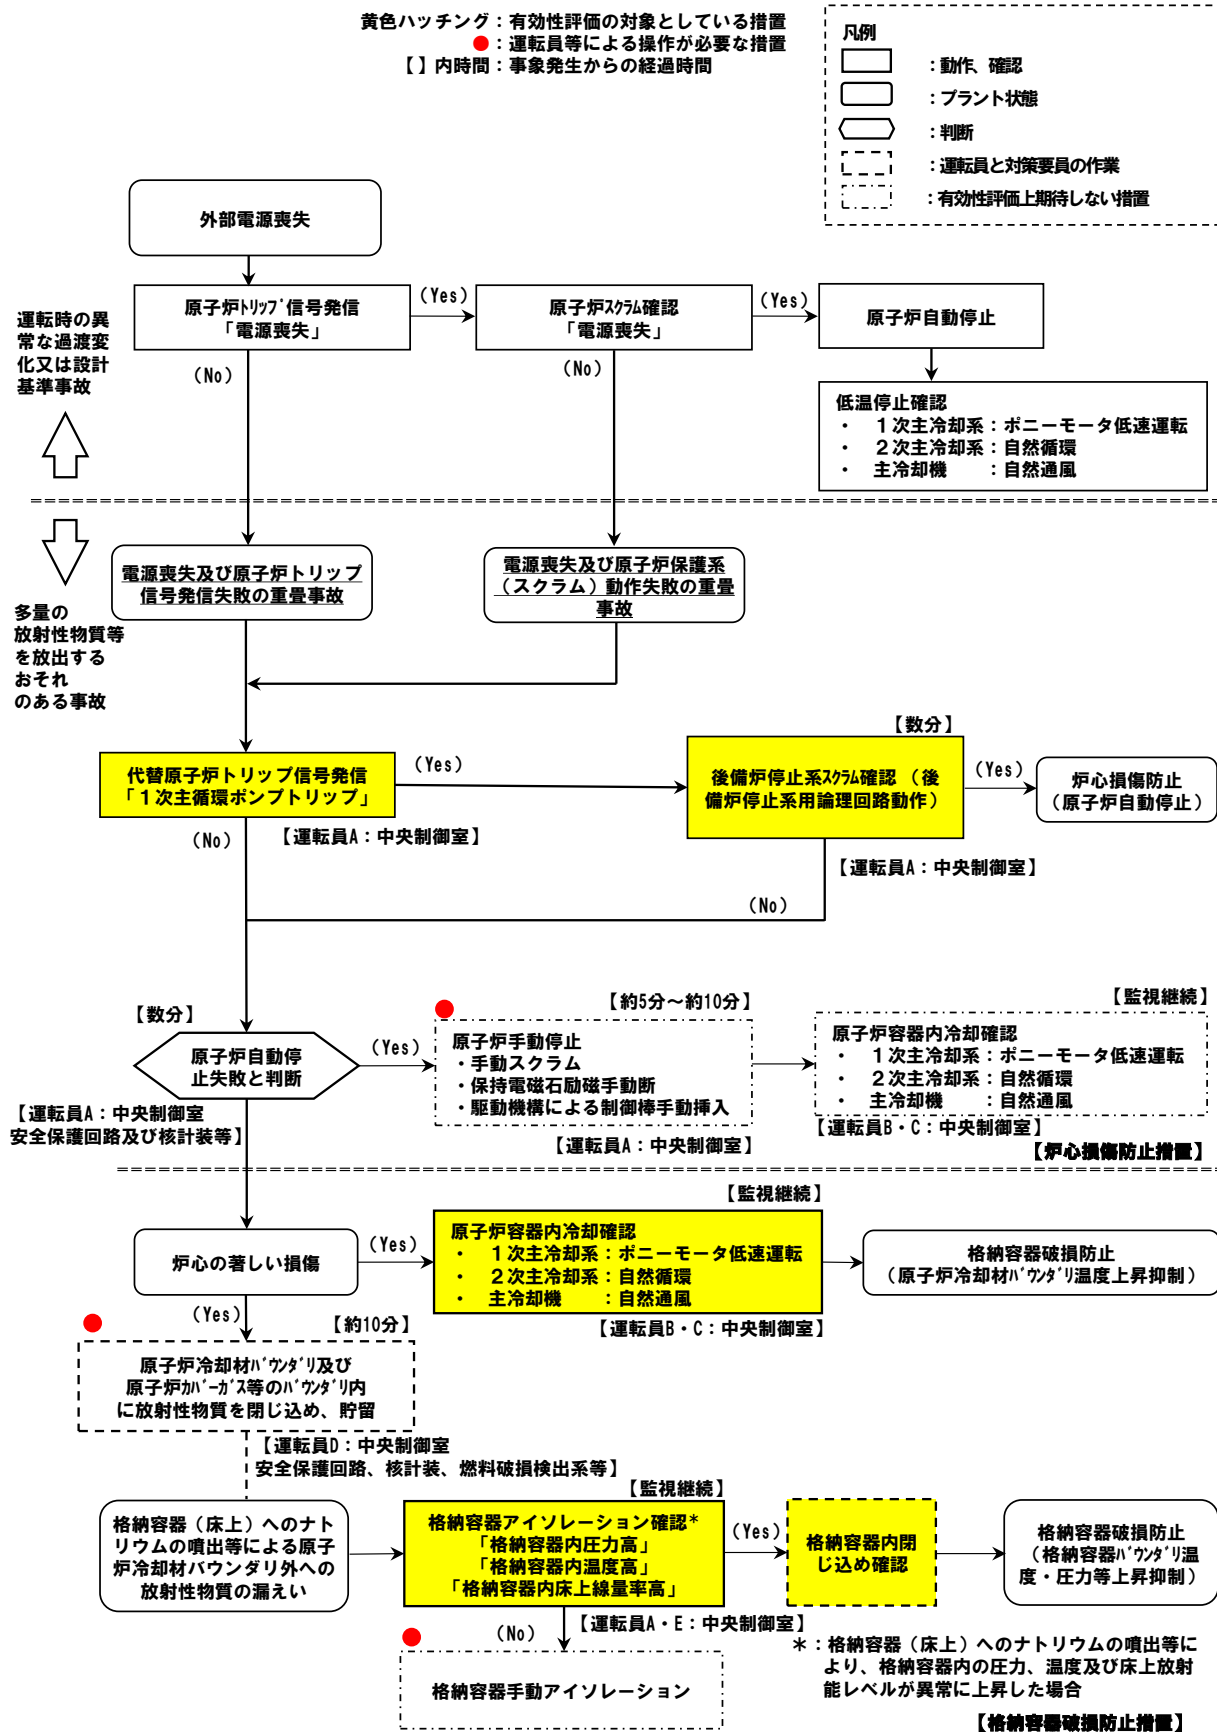 黄色ハッチング：有効性評価の対象としている措置
●：運転員等による操作が必要な措置
【 】内時間：事象発生からの経過時間
凡例
：動作、確認
：プラント状態
：判断
：運転員と対策要員の作業
：有効性評価上期待しない措置
外部電源喪失
原子炉ﾄﾘｯﾌﾟ信号発信
「電源喪失」
（Yes）
原子炉ｽｸﾗﾑ確認
「電源喪失」
（Yes）
原子炉自動停止
運転時の異
常な過渡変
化又は設計
基準事故
（No）
（No）
低温停止確認
・　１次主冷却系：ポニーモータ低速運転
・　２次主冷却系：自然循環
・　主冷却機　　：自然通風
電源喪失及び原子炉トリップ
信号発信失敗の重畳事故
電源喪失及び原子炉保護系
（スクラム）動作失敗の重畳
事故
多量の
放射性物質等
を放出する
おそれ
のある事故
【数分】
代替原子炉トリップ信号発信
「１次主循環ポンプトリップ」
（Yes）
後備炉停止系ｽｸﾗﾑ確認（後
備炉停止系用論理回路動作）
（Yes）
炉心損傷防止
（原子炉自動停止）
（No）
【運転員A：中央制御室】
【運転員A：中央制御室】
（No）
【数分】
原子炉自動停
止失敗と判断
（Yes）
【運転員A：中央制御室
安全保護回路及び核計装等】
【約5分～約10分】
原子炉手動停止
・手動スクラム
・保持電磁石励磁手動断
・駆動機構による制御棒手動挿入
【運転員A：中央制御室】
【監視継続】
原子炉容器内冷却確認
・　１次主冷却系：ポニーモータ低速運転
・　２次主冷却系：自然循環
・　主冷却機　　：自然通風
【運転員B・C：中央制御室】
【炉心損傷防止措置】
【監視継続】
炉心の著しい損傷
（Yes）
原子炉容器内冷却確認
・　１次主冷却系：ポニーモータ低速運転
・　２次主冷却系：自然循環
・　主冷却機　　：自然通風
格納容器破損防止
（原子炉冷却材ﾊﾞｳﾝﾀﾞﾘ温度上昇抑制）
【運転員B・C：中央制御室】
（Yes）
【約10分】
原子炉冷却材ﾊﾞｳﾝﾀﾞﾘ及び
原子炉ｶﾊﾞｰｶﾞｽ等のﾊﾞｳﾝﾀﾞﾘ内
に放射性物質を閉じ込め、貯留
【運転員D：中央制御室
安全保護回路、核計装、燃料破損検出系等】
【監視継続】
格納容器（床上）へのナト
リウムの噴出等による原子
炉冷却材バウンダリ外への
放射性物質の漏えい
格納容器アイソレーション確認*
「格納容器内圧力高」
「格納容器内温度高」
「格納容器内床上線量率高」
（Yes）
格納容器内閉
じ込め確認
格納容器破損防止
（格納容器ﾊﾞｳﾝﾀﾞﾘ温
度・圧力等上昇抑制）
【運転員A・E：中央制御室】
（No）
格納容器手動アイソレーション
＊：格納容器（床上）へのナトリウムの噴出等に
より、格納容器内の圧力、温度及び床上放射
能レベルが異常に上昇した場合
【格納容器破損防止措置】